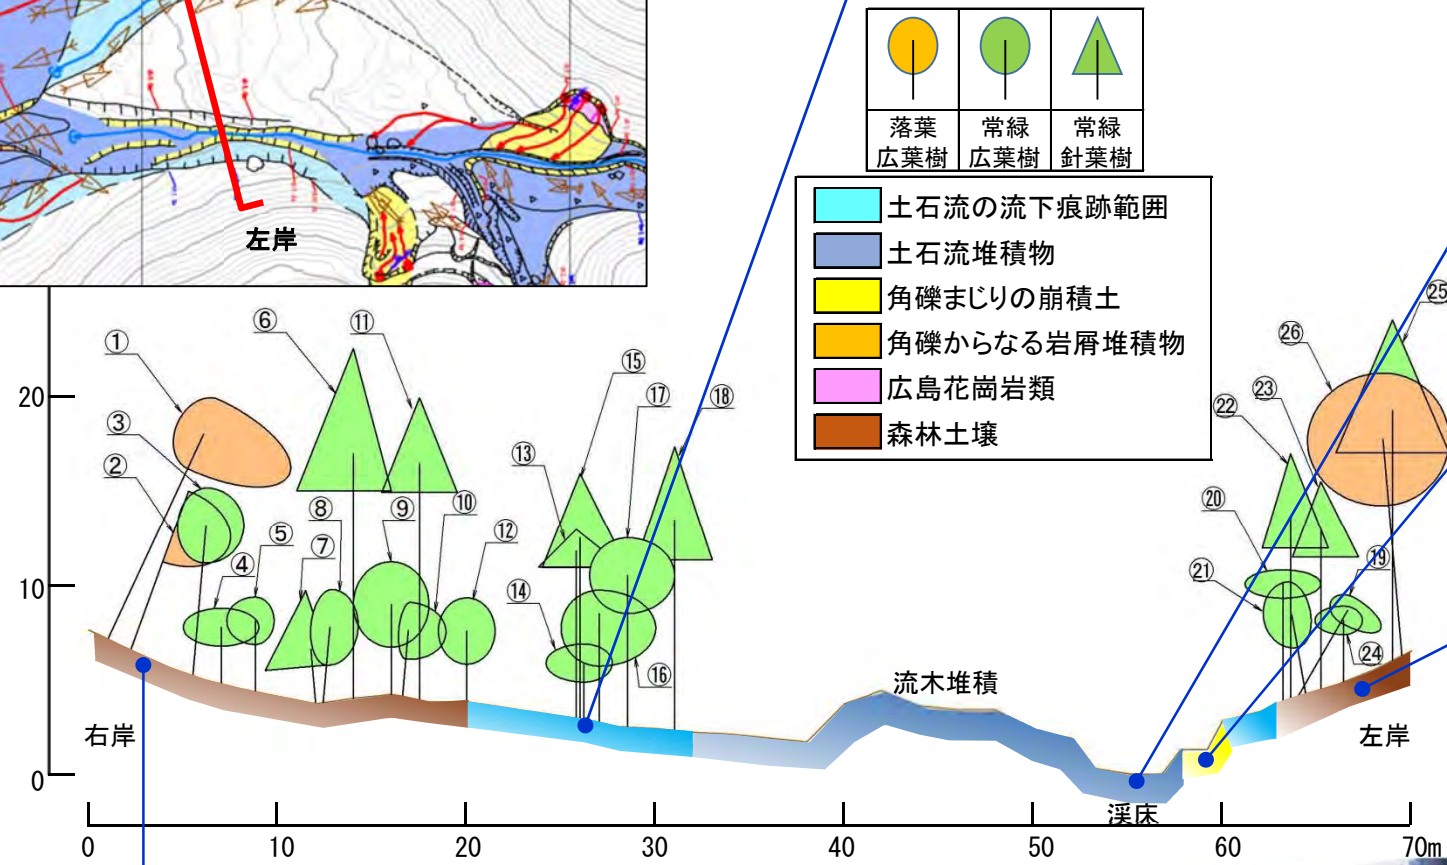 左岸
落葉
広葉樹
常緑
広葉樹
常緑
針葉樹
土石流の流下痕跡範囲
土石流堆積物
角礫まじりの崩積土
角礫からなる岩屑堆積物
広島花崗岩類
森林土壌
① ③ ② ④ ⑤ ⑥ ⑦ ⑧ ⑪ ⑨ ⑩ ⑫ ⑬ ⑭ ⑮ ⑰ ⑱ ⑯
⑳ ㉑ ㉒ ㉓ ㉖ ㉕ ⑲ ㉔
20
10
0
流木堆積
右岸
左岸
渓床
0 10 20 30 40 50 60 70m